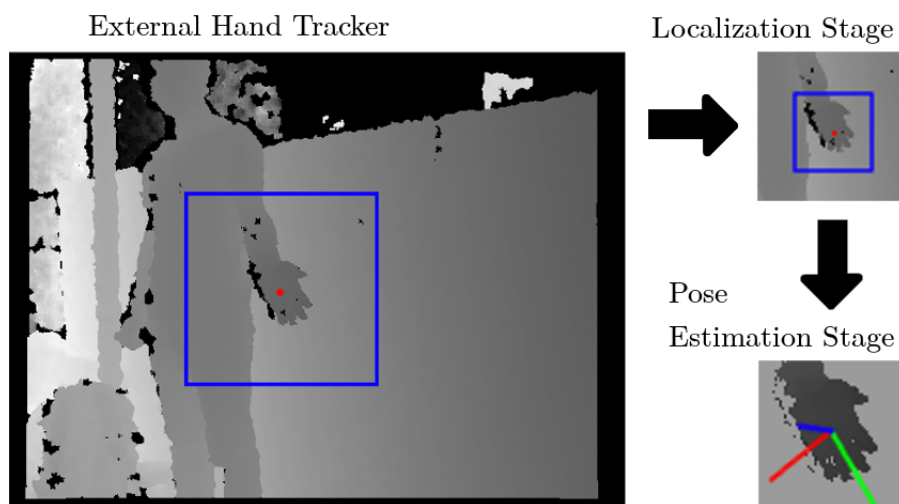 External Hand Tracker
Localization Stage
Pose
Estimation Stage